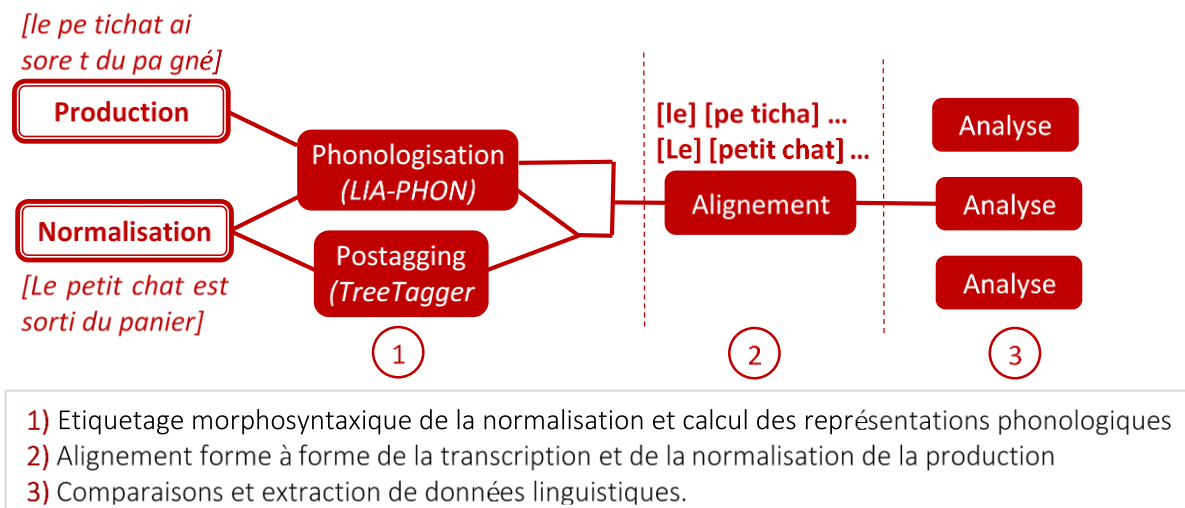 [le pe tichat ai
sore t du pa gné]
Production
Normalisation
[Le petit chat est
sorti du panier]
Phonologisation
(LIA-PHON)
Postagging
(TreeTagger
1
[le] [pe ticha] ...
[Le] [petit chat] ...
Alignement
2
Analyse
Analyse
Analyse
3
1) Etiquetage morphosyntaxique de la normalisation et calcul des représentations phonologiques
2) Alignement forme à forme de la transcription et de la normalisation de la production
3) Comparaisons et extraction de données linguistiques.